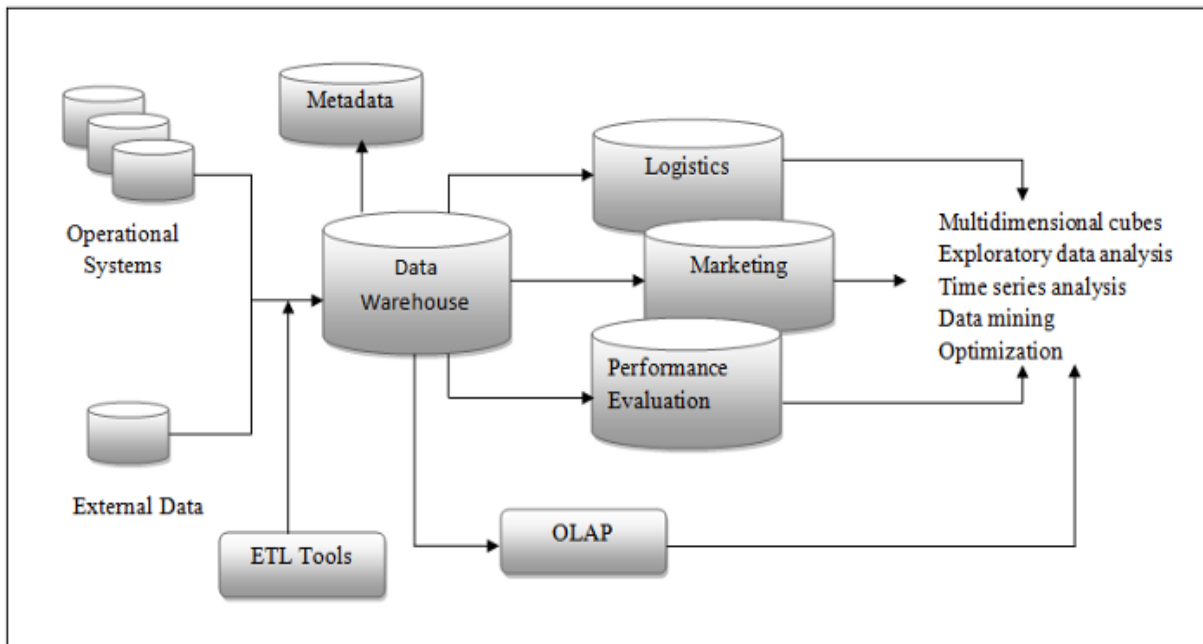 Metadata
Operational
Systems
External Data
ETL Tools
Data
Warehouse
Logistics
Marketing
Performance
Evaluation
OLAP
Multidimensional cubes
Exploratory data analysis
Time series analysis
Data mining
Optimization